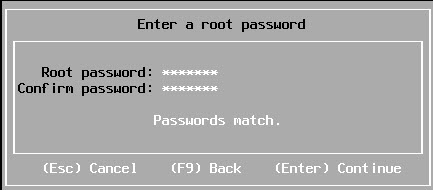 Enter a root password
Root password: *******
Confirm password: *******
Passwords match.
(Esc) Cancel (F9) Back (Enter) Continue